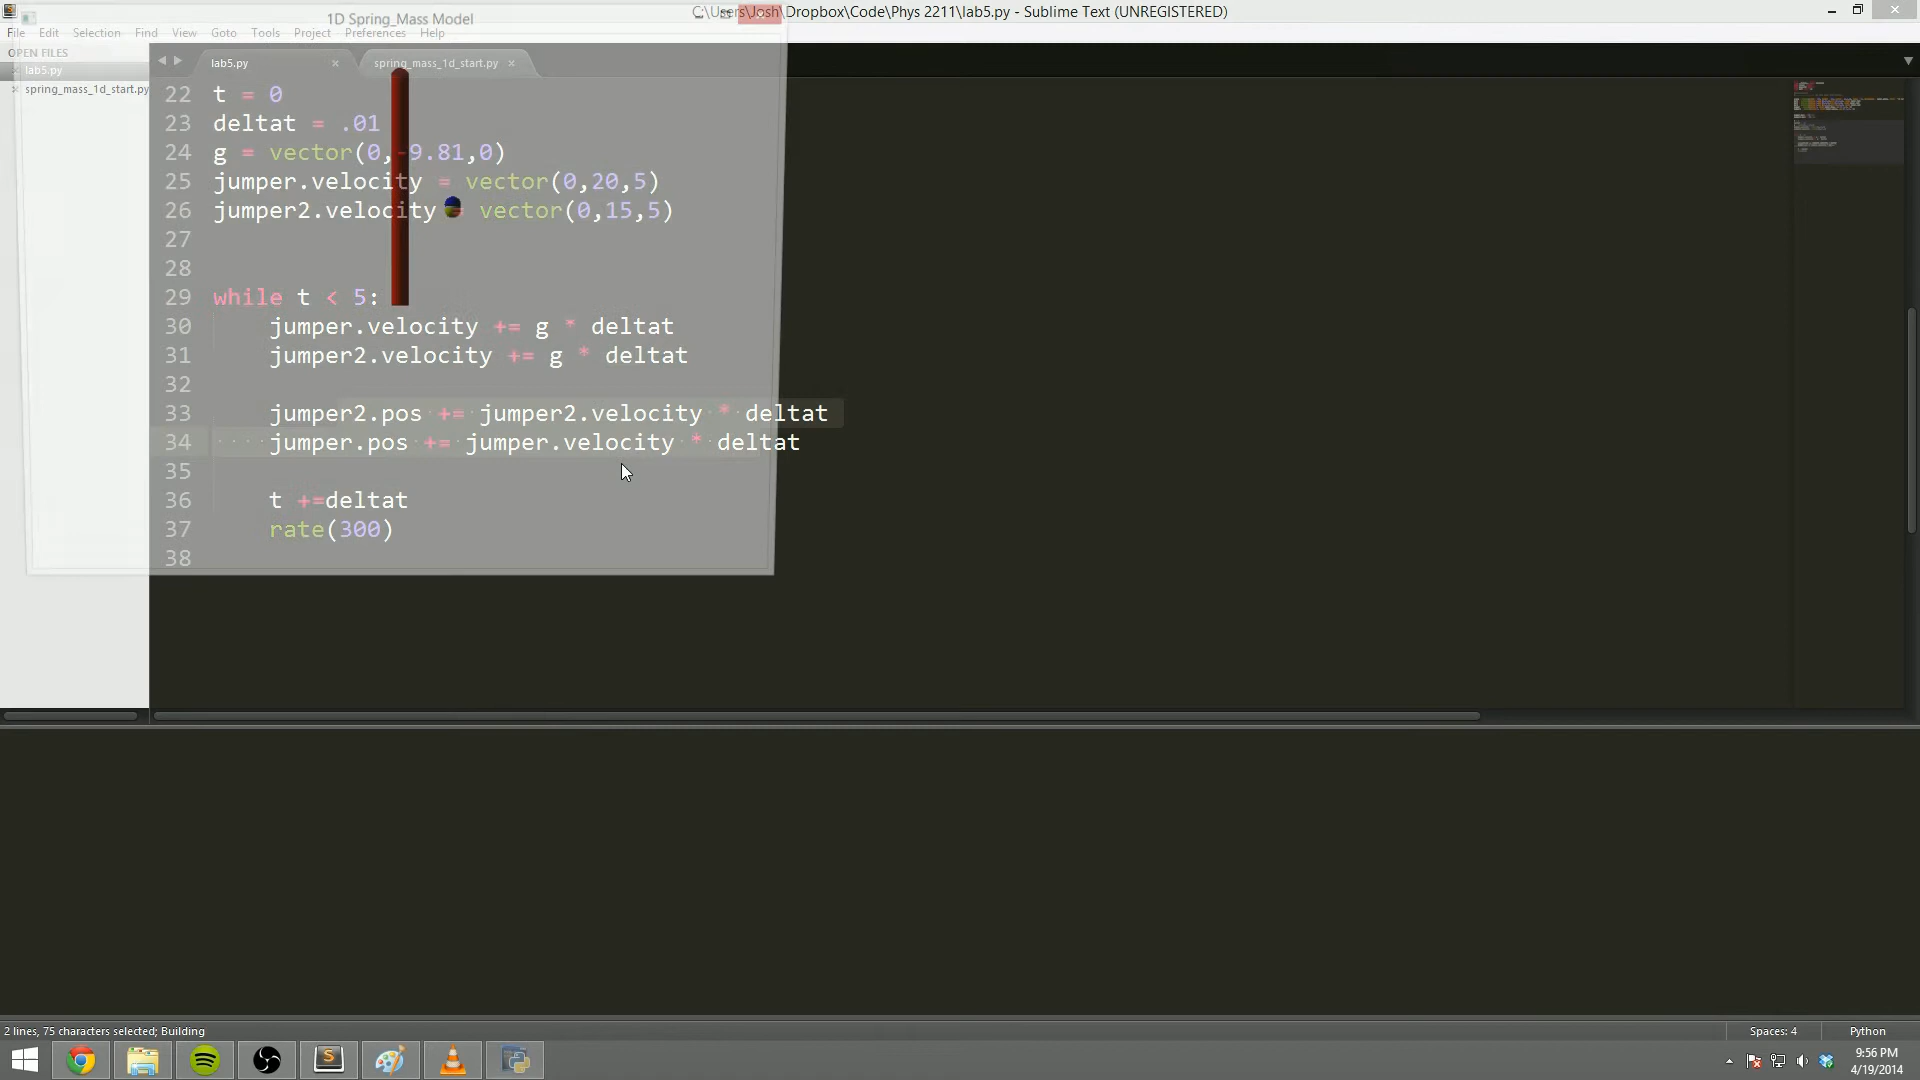 1D Spring_Mass Model
C:\Users\Josh\Dropbox\Code\Phys 2211\lab5.py - Sublime Text (UNREGISTERED)
File Edit Selection Find View Goto Tools Project Preferences Help
OPEN FILES
lab5.py
spring_mass_1d_start.py
lab5.py
spring_mass_1d_start.py
22 t = 0
23 deltat = .01
24 g = vector(0,-9.81,0)
25 jumper.velocity = vector(0,20,5)
26 jumper2.velocity = vector(0,15,5)
27
28
29 while t < 5:
30 jumper.velocity += g * deltat
31 jumper2.velocity += g * deltat
32
33 jumper2.pos += jumper2.velocity * deltat
34 jumper.pos += jumper.velocity * deltat
35
36 t +=deltat
37 rate(300)
38
2 lines, 75 characters selected; Building
Spaces: 4
Python
9:56 PM
4/19/2014